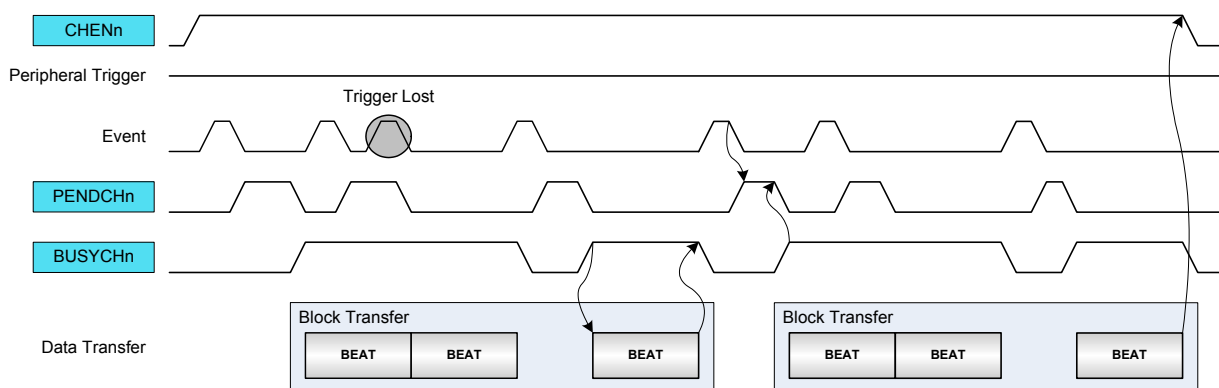 CHENn
Peripheral Trigger
Trigger Lost
Event
PENDCHn
BUSYCHn
Block Transfer
Block Transfer
Data Transfer
BEAT
BEAT
BEAT
BEAT
BEAT
BEAT